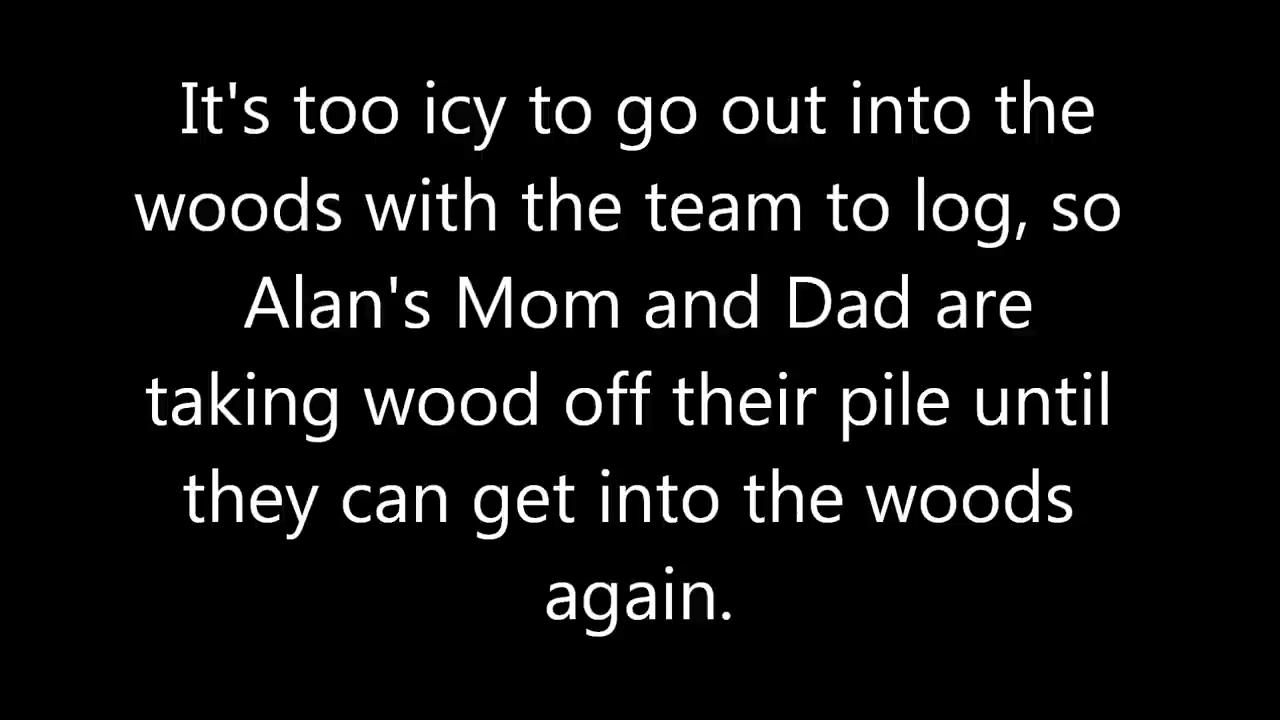 It's too icy to go out into the
woods with the team to log, so
Alan's Mom and Dad are
taking wood off their pile until
they can get into the woods
again.